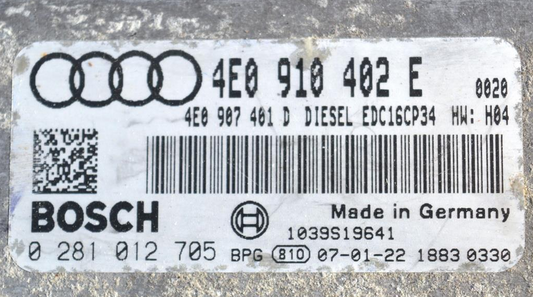 4E0 910 402 E 0020
4E0 907 401 D DIESEL EDC16CP34 HW: H04
BOSCH Made in Germany
1039S19641
0 281 012 705 BPG 810 07-01-22 1883 0330